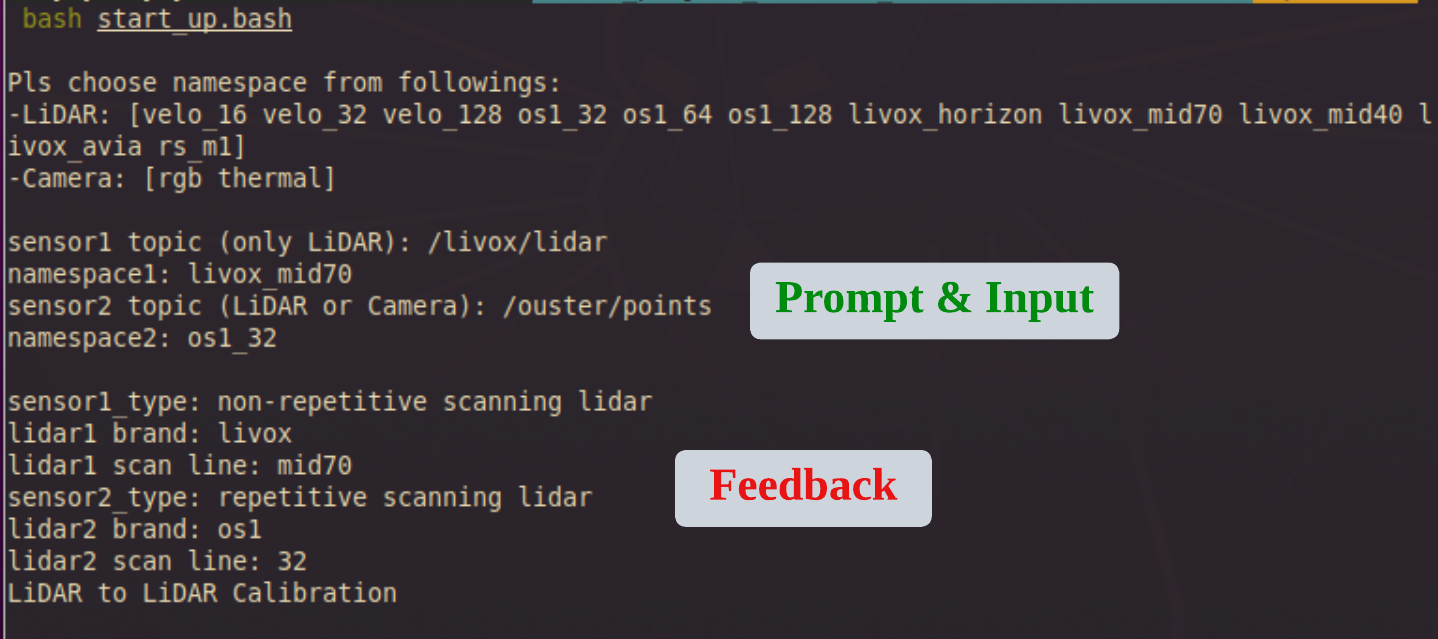 bash start_up.bash
Pls choose namespace from followings:
-LiDAR: [velo_16 velo_32 velo_128 os1_32 os1_64 os1_128 livox_horizon livox_mid70 livox_mid40 l
ivox_avia rs_m1]
-Camera: [rgb thermal]
sensor1 topic (only LiDAR): /livox/lidar
namespace1: livox_mid70
sensor2 topic (LiDAR or Camera): /ouster/points
namespace2: os1_32
Prompt & Input
sensor1_type: non-repetitive scanning lidar
lidar1 brand: livox
lidar1 scan line: mid70
sensor2_type: repetitive scanning lidar
lidar2 brand: os1
lidar2 scan line: 32
LiDAR to LiDAR Calibration
Feedback